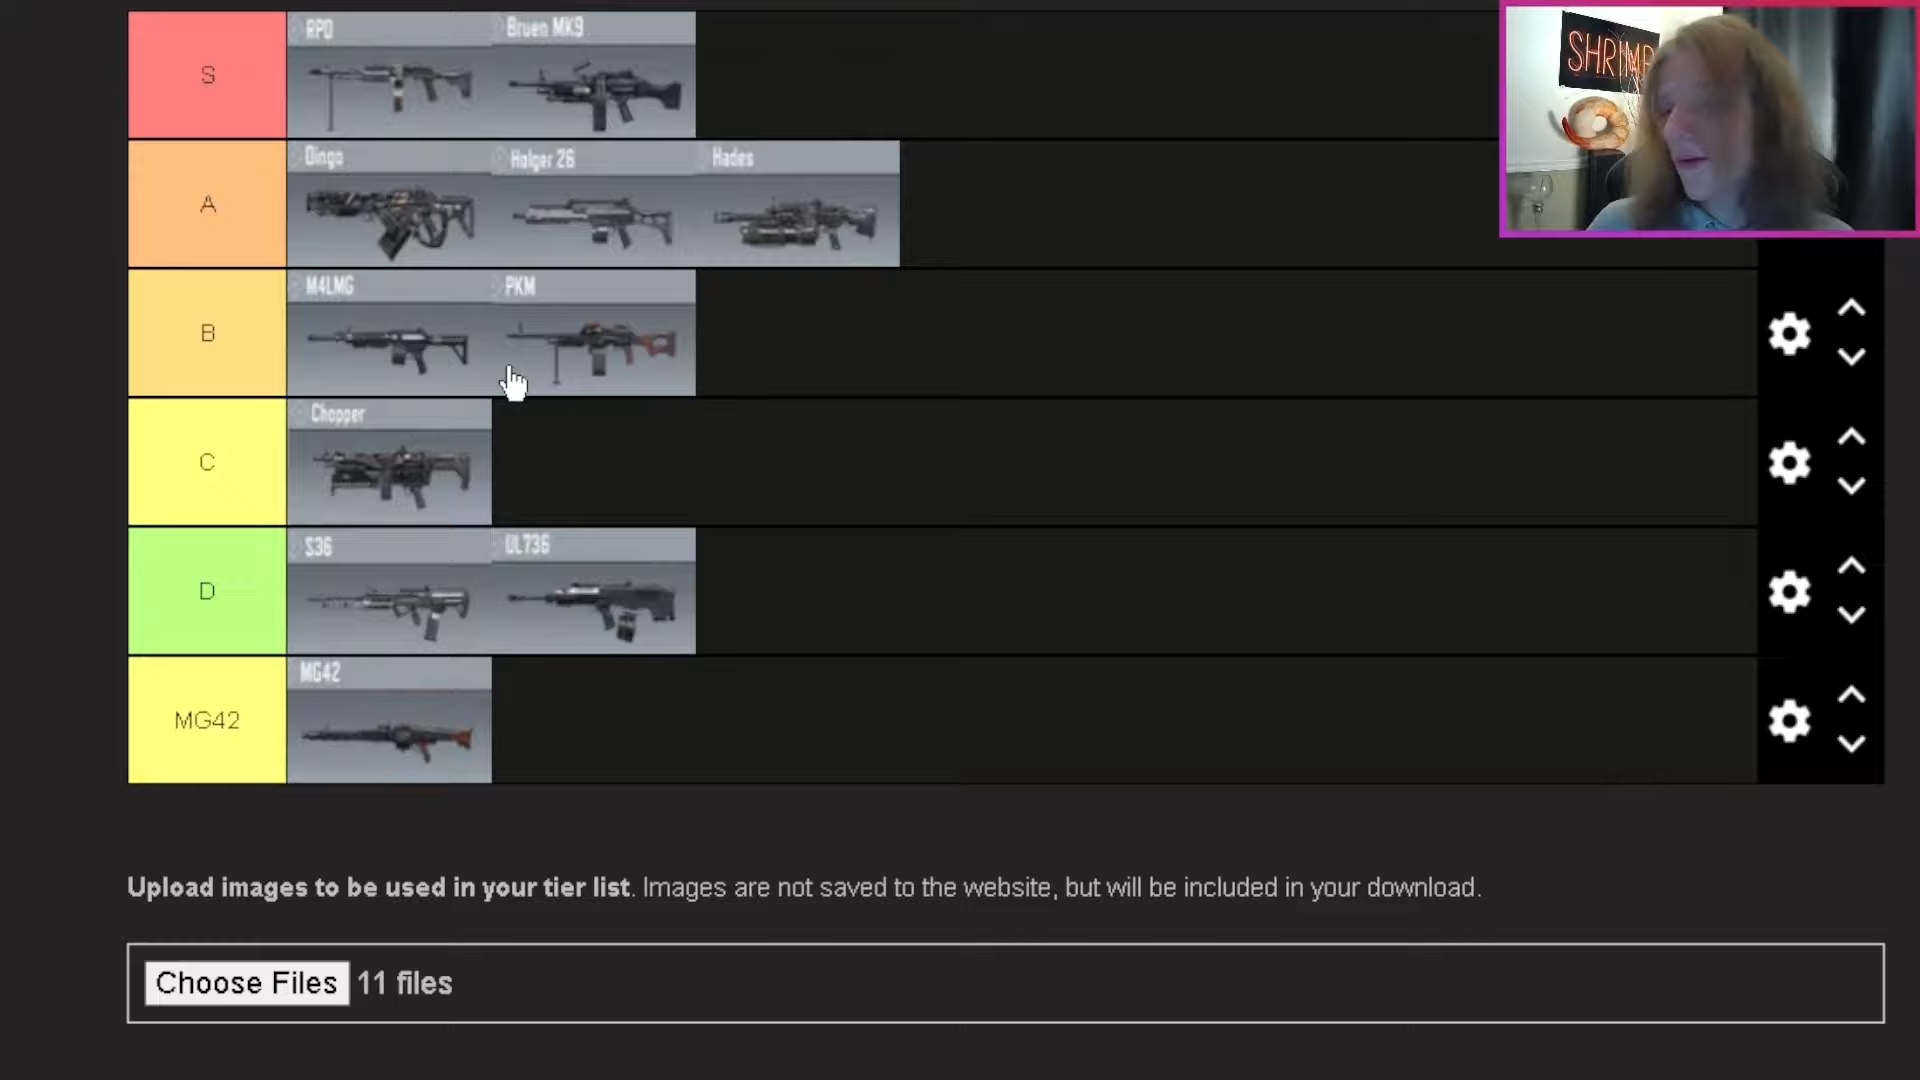 S
RPD
Bruen MK9
SHRIMP
A
Dingo
Holger 26
Hades
B
M4LMG
PKM
C
Chopper
D
S36
UL736
MG42
MG42
Upload images to be used in your tier list. Images are not saved to the website, but will be included in your download.
Choose Files 11 files